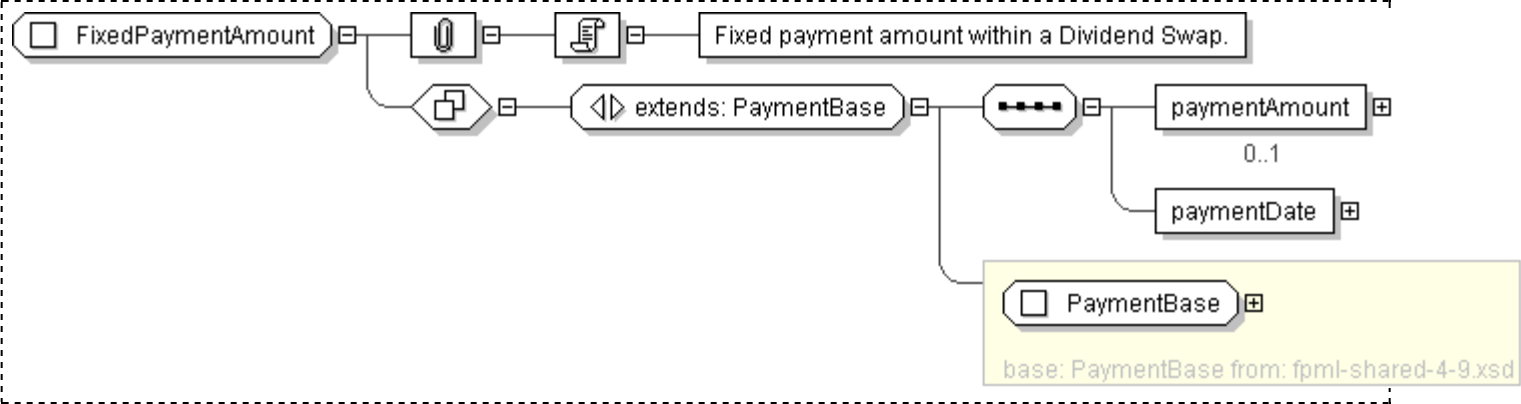 FixedPaymentAmount
Fixed payment amount within a Dividend Swap.
extends: PaymentBase
paymentAmount
0..1
paymentDate
PaymentBase
base: PaymentBase from: fpml-shared-4-9.xsd